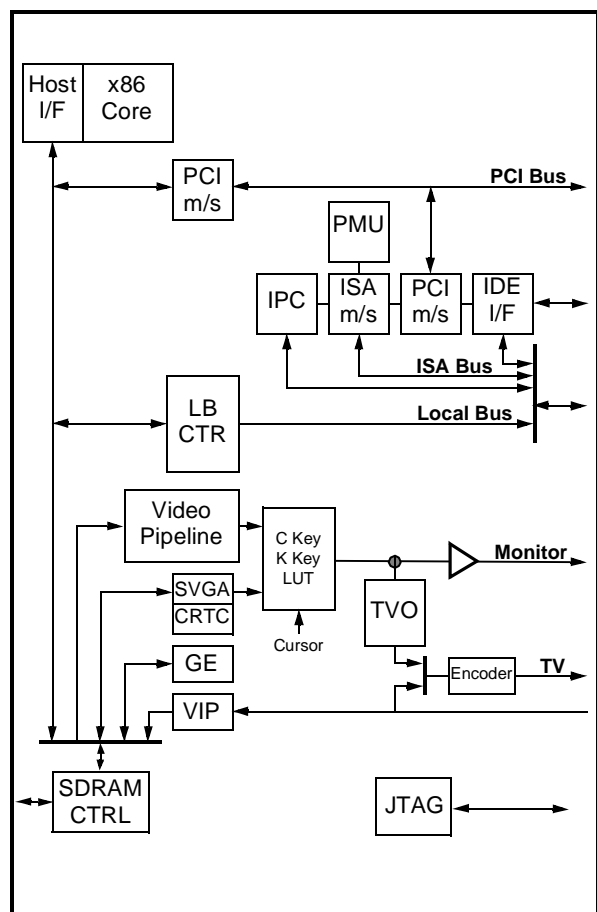 Host
I/F
x86
Core
PCI
m/s
PCI Bus
PMU
IPC
ISA
m/s
PCI
m/s
IDE
I/F
ISA Bus
LB
CTR
Local Bus
Video
Pipeline
C Key
K Key
LUT
Monitor
SVGA
CRTC
TVO
Cursor
GE
Encoder
TV
VIP
SDRAM
CTRL
JTAG